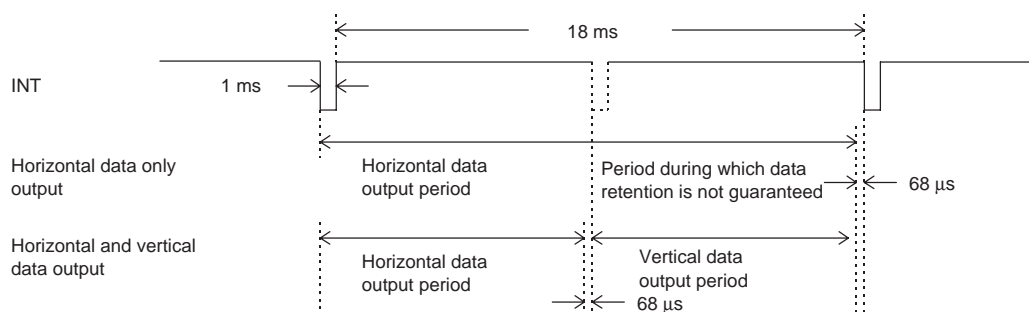 18 ms
INT
1 ms
Horizontal data only
output
Horizontal data
output period
Period during which data
retention is not guaranteed
68 µs
Horizontal and vertical
data output
Horizontal data
output period
Vertical data
output period
68 µs